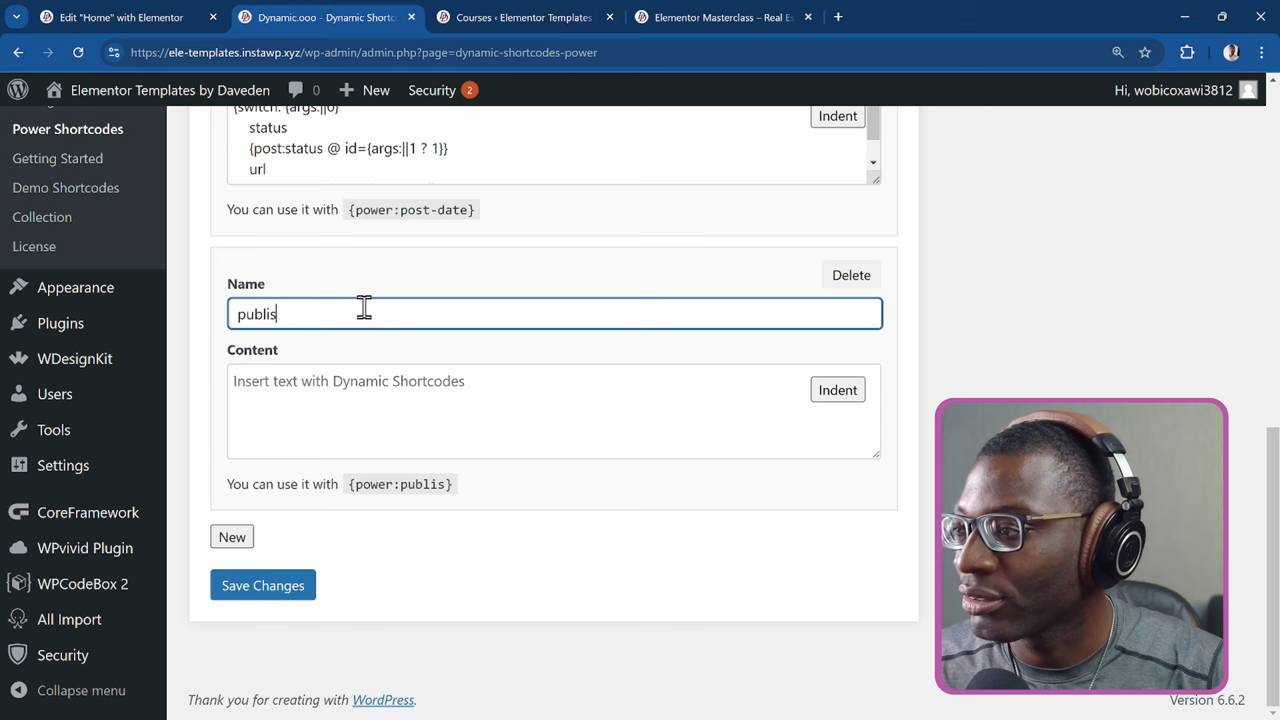 Edit "Home" with Elementor
Dynamic.ooo - Dynamic Shortc
Courses ‹ Elementor Templates
Elementor Masterclass – Real Es
https://ele-templates.instawp.xyz/wp-admin/admin.php?page=dynamic-shortcodes-power
Elementor Templates by Daveden
0
New
Security 2
Hi, wobicoxawi3812
Power Shortcodes
Getting Started
Demo Shortcodes
Collection
License
Appearance
Plugins
WDesignKit
Users
Tools
Settings
CoreFramework
WPvivid Plugin
WPCodeBox 2
All Import
Security
Collapse menu
{switch: {args:||0}
status
{post:status @ id={args:||1 ? 1}}
url
Indent
You can use it with {power:post-date}
Delete
Name
publis
Content
Insert text with Dynamic Shortcodes
Indent
You can use it with {power:publis}
New
Save Changes
Thank you for creating with WordPress.
Version 6.6.2